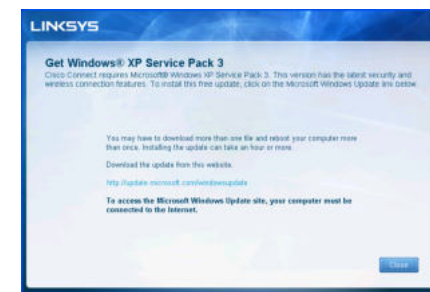 LINKSYS
Get Windows® XP Service Pack 3
Cisco Connect requires Microsoft® Windows XP Service Pack 3. This version has the latest security and
wireless connection features. To install this free update, click on the Microsoft Windows Update link below.
You may have to download more than one file and reboot your computer more
than once. Installing the update can take an hour or more.
Download the update from this website.
http://update.microsoft.com/windowsupdate
To access the Microsoft Windows Update site, your computer must be
connected to the Internet.
Close